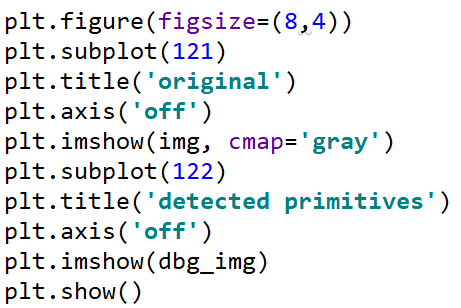 plt.figure(figsize=(8,4))
plt.subplot(121)
plt.title('original')
plt.axis('off')
plt.imshow(img, cmap='gray')
plt.subplot(122)
plt.title('detected primitives')
plt.axis('off')
plt.imshow(dbg_img)
plt.show()